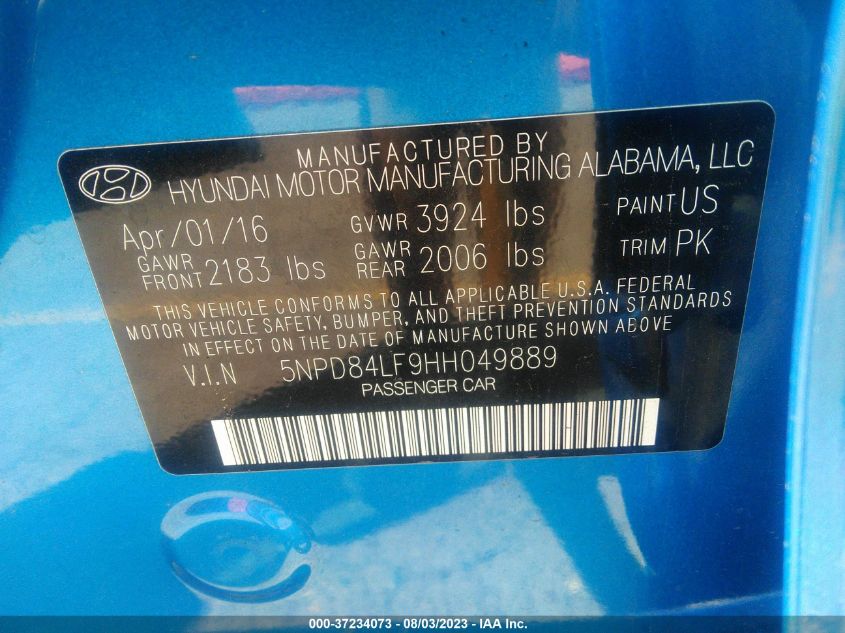 MANUFACTURED BY
HYUNDAI MOTOR MANUFACTURING ALABAMA, LLC
Apr/01/16 GVWR 3924 lbs PAINT US
GAWR FRONT 2183 lbs GAWR REAR 2006 lbs TRIM PK
THIS VEHICLE CONFORMS TO ALL APPLICABLE U.S.A. FEDERAL
MOTOR VEHICLE SAFETY, BUMPER, AND THEFT PREVENTION STANDARDS
IN EFFECT ON THE DATE OF MANUFACTURE SHOWN ABOVE
V.I.N 5NPD84LF9HH049889
PASSENGER CAR
000-37234073 - 08/03/2023 - IAA Inc.